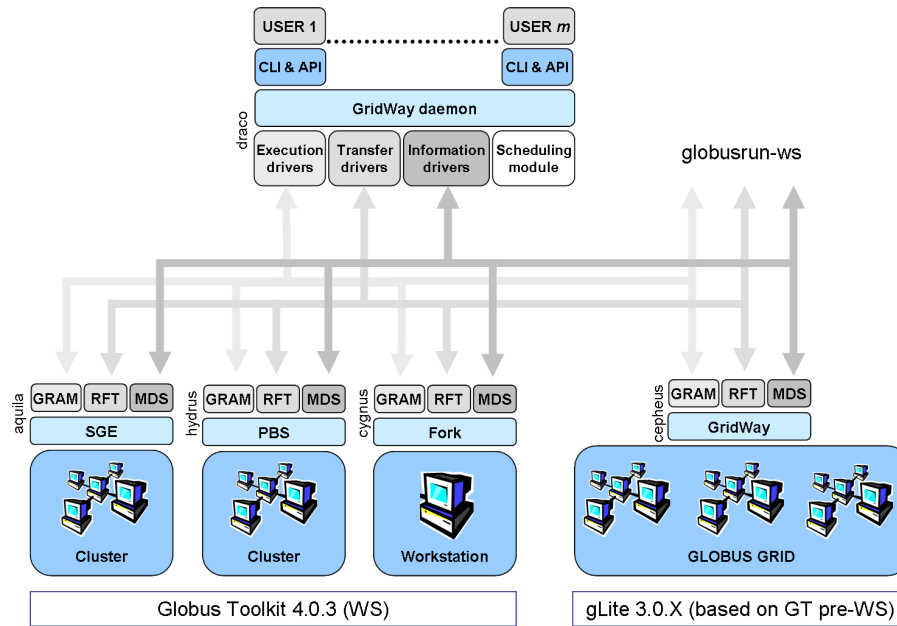 USER 1
USER m
CLI & API
CLI & API
GridWay daemon
draco
Execution drivers
Transfer drivers
Information drivers
Scheduling module
globusrun-ws
aquila
GRAM
RFT
MDS
SGE
Cluster
hydrus
GRAM
RFT
MDS
PBS
Cluster
cygnus
GRAM
RFT
MDS
Fork
Workstation
cepheus
GRAM
RFT
MDS
GridWay
GLOBUS GRID
Globus Toolkit 4.0.3 (WS)
gLite 3.0.X (based on GT pre-WS)